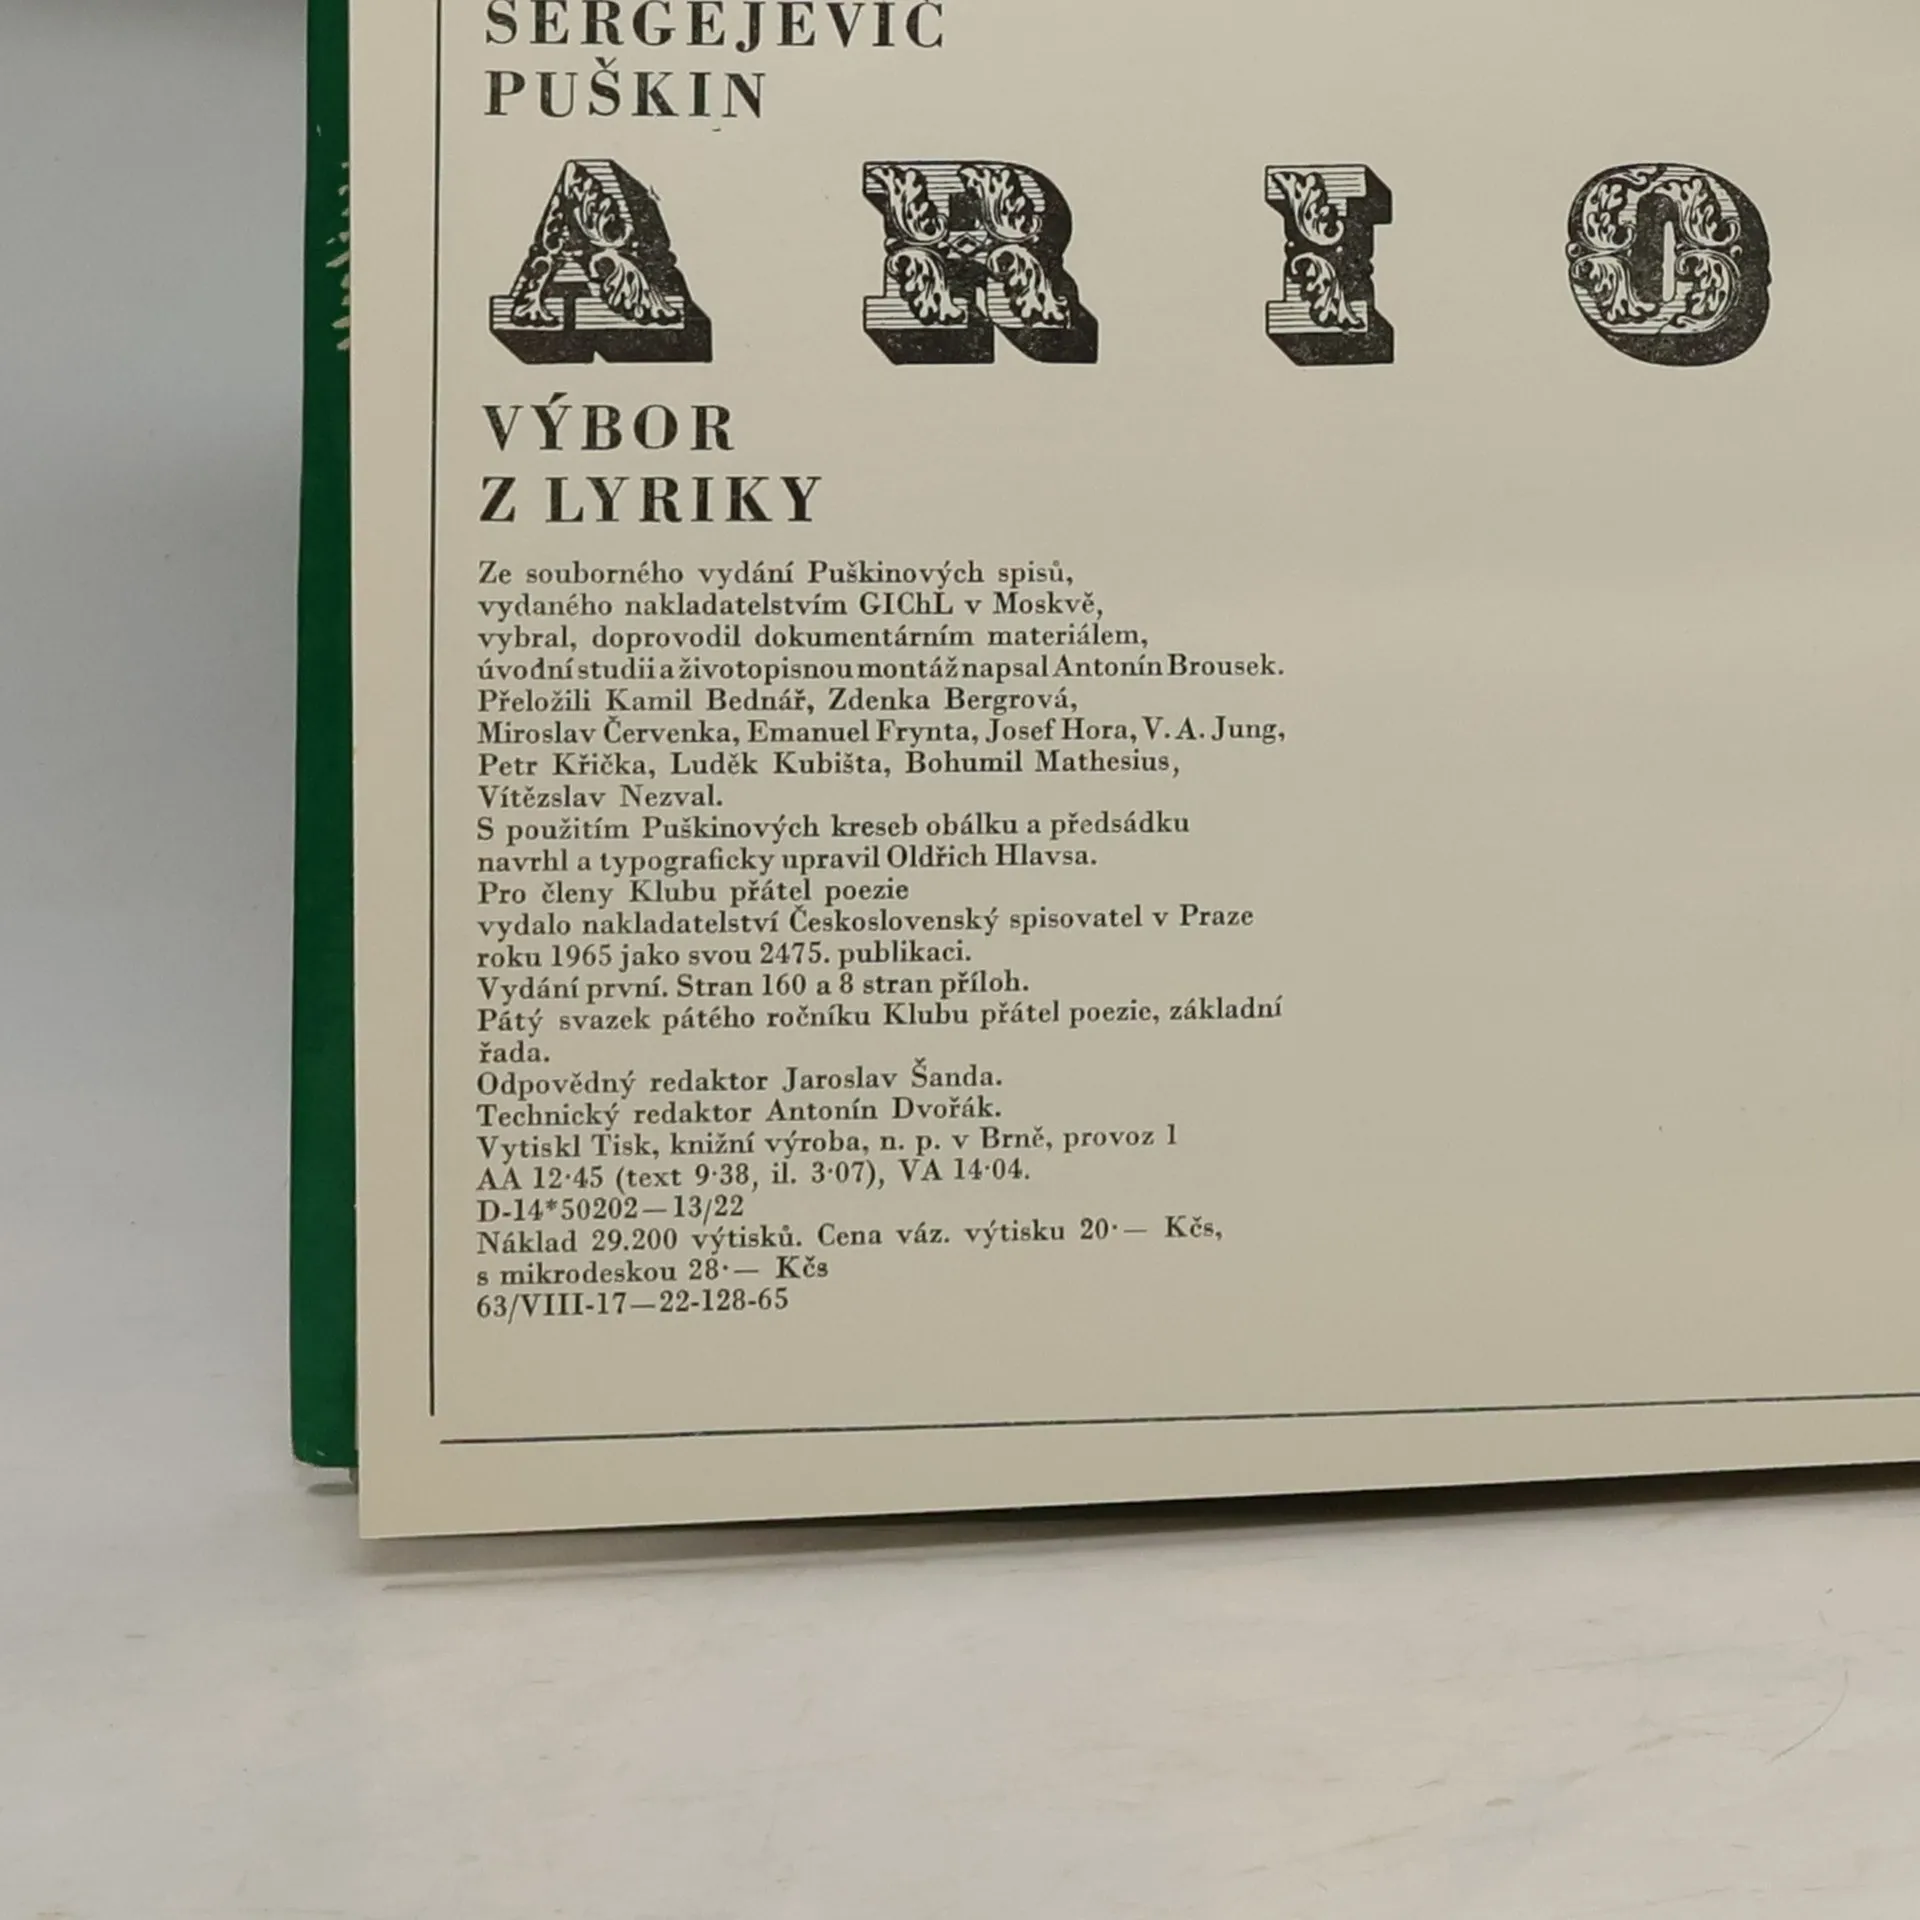 SERGEJEVIČ
PUŠKIN
ARIO
VÝBOR
Z LYRIKY
Ze souborného vydání Puškinových spisů,
vydaného nakladatelstvím GIChL v Moskvě,
vybral, doprovodil dokumentárním materiálem,
úvodní studii a životopisnou montáž napsal Antonín Brousek.
Přeložili Kamil Bednář, Zdenka Bergrová,
Miroslav Červenka, Emanuel Frynta, Josef Hora, V. A. Jung,
Petr Křička, Luděk Kubišta, Bohumil Mathesius,
Vítězslav Nezval.
S použitím Puškinových kreseb obálku a předsádku
navrhl a typograficky upravil Oldřich Hlavsa.
Pro členy Klubu přátel poezie
vydalo nakladatelství Československý spisovatel v Praze
roku 1965 jako svou 2475. publikaci.
Vydání první. Stran 160 a 8 stran příloh.
Pátý svazek pátého ročníku Klubu přátel poezie, základní
řada.
Odpovědný redaktor Jaroslav Šanda.
Technický redaktor Antonín Dvořák.
Vytiskl Tisk, knižní výroba, n. p. v Brně, provoz 1
AA 12·45 (text 9·38, il. 3·07), VA 14·04.
D-14*50202—13/22
Náklad 29.200 výtisků. Cena váz. výtisku 20·— Kčs,
s mikrodeskou 28·— Kčs
63/VIII-17—22-128-65